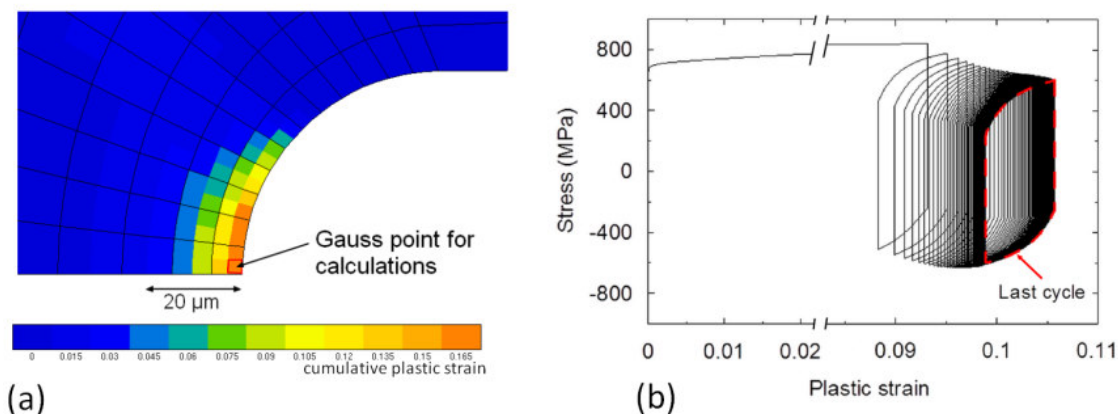 Gauss point for
calculations
20 µm
0 0.015 0.03 0.045 0.06 0.075 0.09 0.105 0.12 0.135 0.15 0.165
cumulative plastic strain
(a)
Stress (MPa)
800
400
0
-400
-800
Last cycle
0 0.01 0.02 0.09 0.1 0.11
Plastic strain
(b)